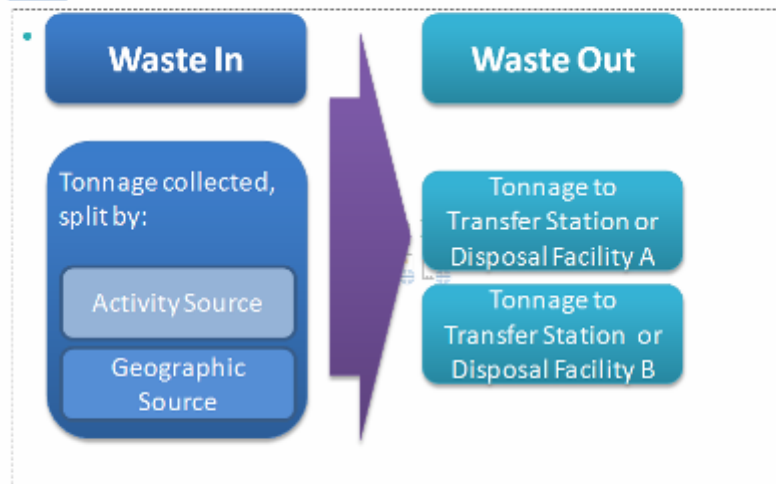 Waste In
Waste Out
Tonnage collected,
split by:
Activity Source
Geographic
Source
Tonnage to
Transfer Station or
Disposal Facility A
Tonnage to
Transfer Station or
Disposal Facility B